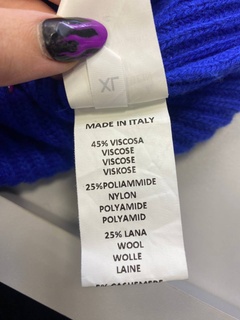 XT
MADE IN ITALY
45% VISCOSA
VISCOSE
VISCOSE
VISKOSE
25%POLIAMMIDE
NYLON
POLYAMIDE
POLYAMID
25% LANA
WOOL
WOLLE
LAINE